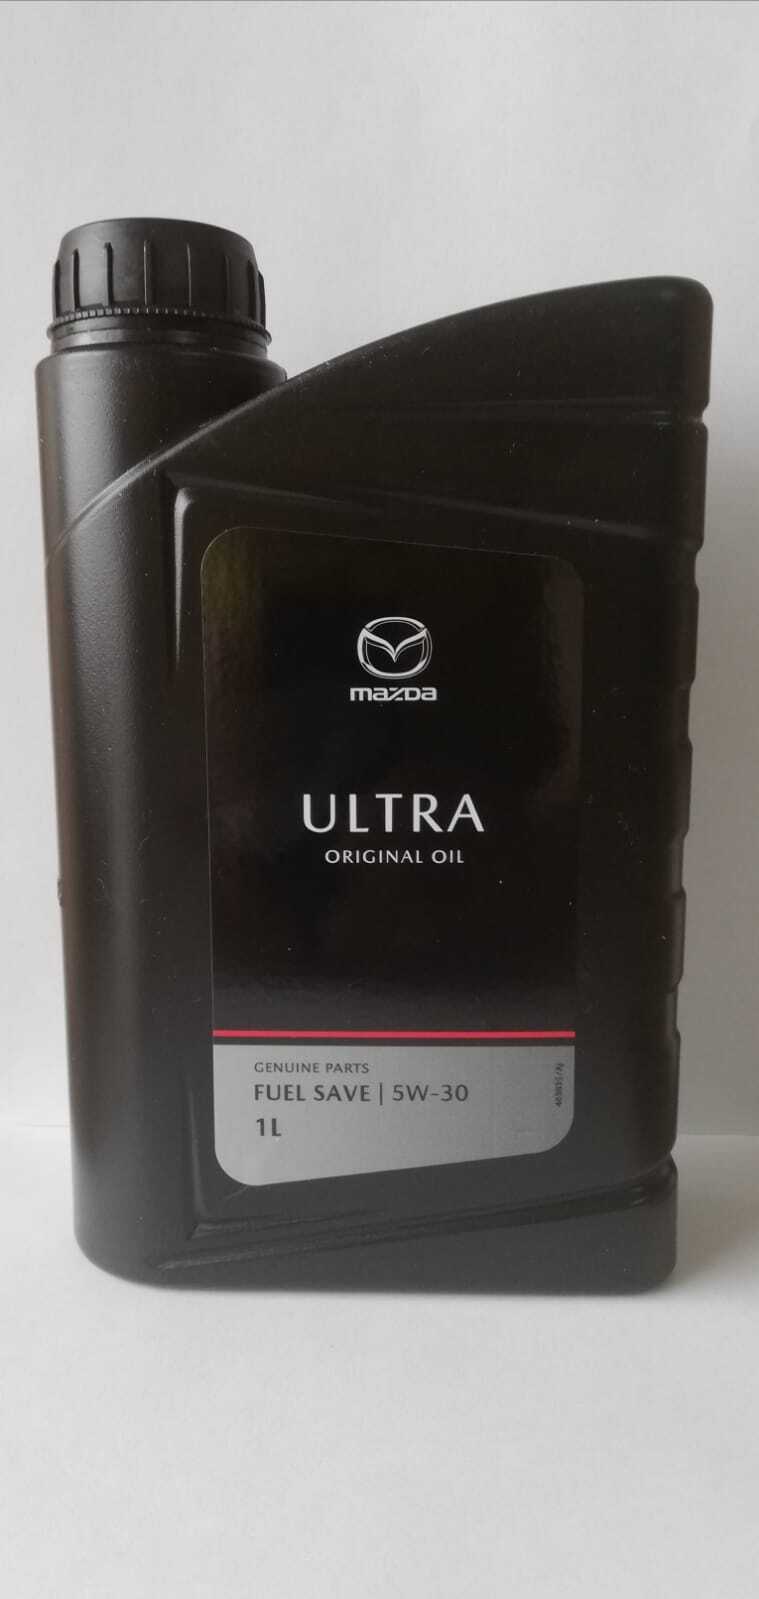 mazda
ULTRA
ORIGINAL OIL
GENUINE PARTS
FUEL SAVE | 5W-30
1L